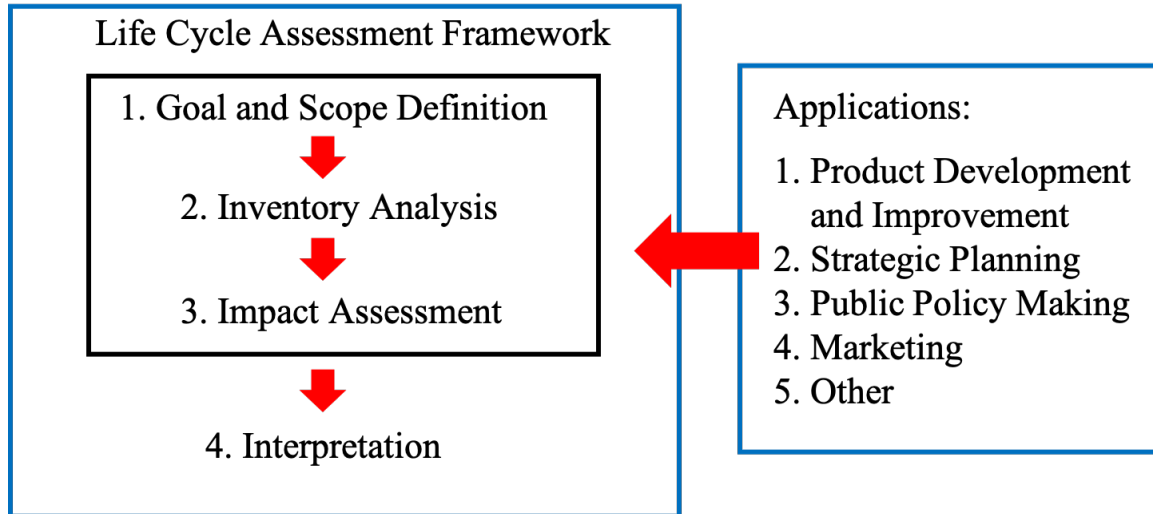 Life Cycle Assessment Framework
1. Goal and Scope Definition
2. Inventory Analysis
3. Impact Assessment
4. Interpretation
Applications:
1. Product Development
and Improvement
2. Strategic Planning
3. Public Policy Making
4. Marketing
5. Other